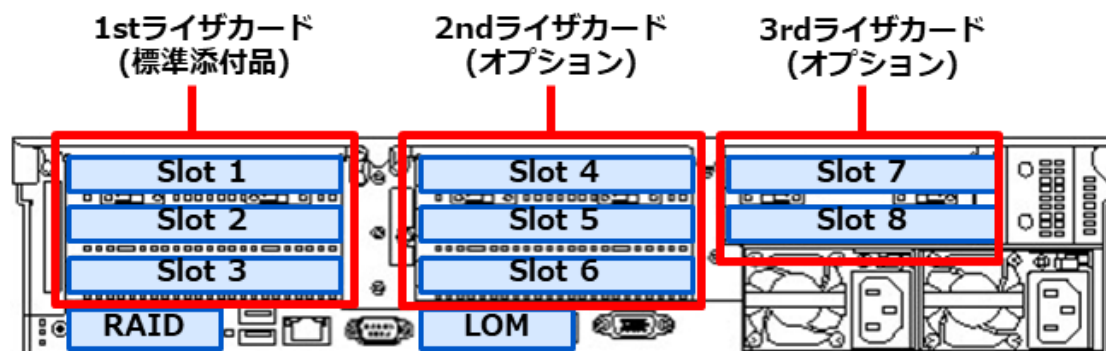 1stライザカード
(標準添付品)
2ndライザカード
(オプション)
3rdライザカード
(オプション)
Slot 1
Slot 2
Slot 3
Slot 4
Slot 5
Slot 6
Slot 7
Slot 8
RAID
LOM